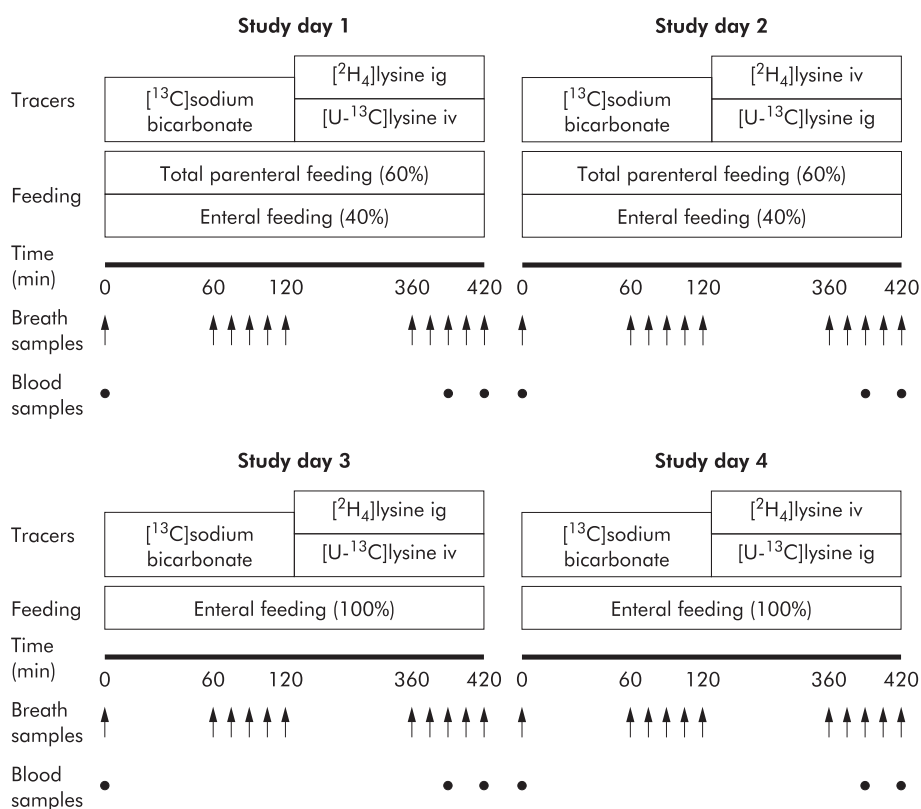 Study day 1
Study day 2
Tracers
[¹³C]sodium
bicarbonate
[²H₄]lysine ig
[U-¹³C]lysine iv
[¹³C]sodium
bicarbonate
[²H₄]lysine iv
[U-¹³C]lysine ig
Feeding
Total parenteral feeding (60%)
Enteral feeding (40%)
Total parenteral feeding (60%)
Enteral feeding (40%)
Time
(min)
0 60 120 360 420 0 60 120 360 420
Breath
samples
Blood
samples
Study day 3
Study day 4
Tracers
[¹³C]sodium
bicarbonate
[²H₄]lysine ig
[U-¹³C]lysine iv
[¹³C]sodium
bicarbonate
[²H₄]lysine iv
[U-¹³C]lysine ig
Feeding
Enteral feeding (100%)
Enteral feeding (100%)
Time
(min)
0 60 120 360 420 0 60 120 360 420
Breath
samples
Blood
samples